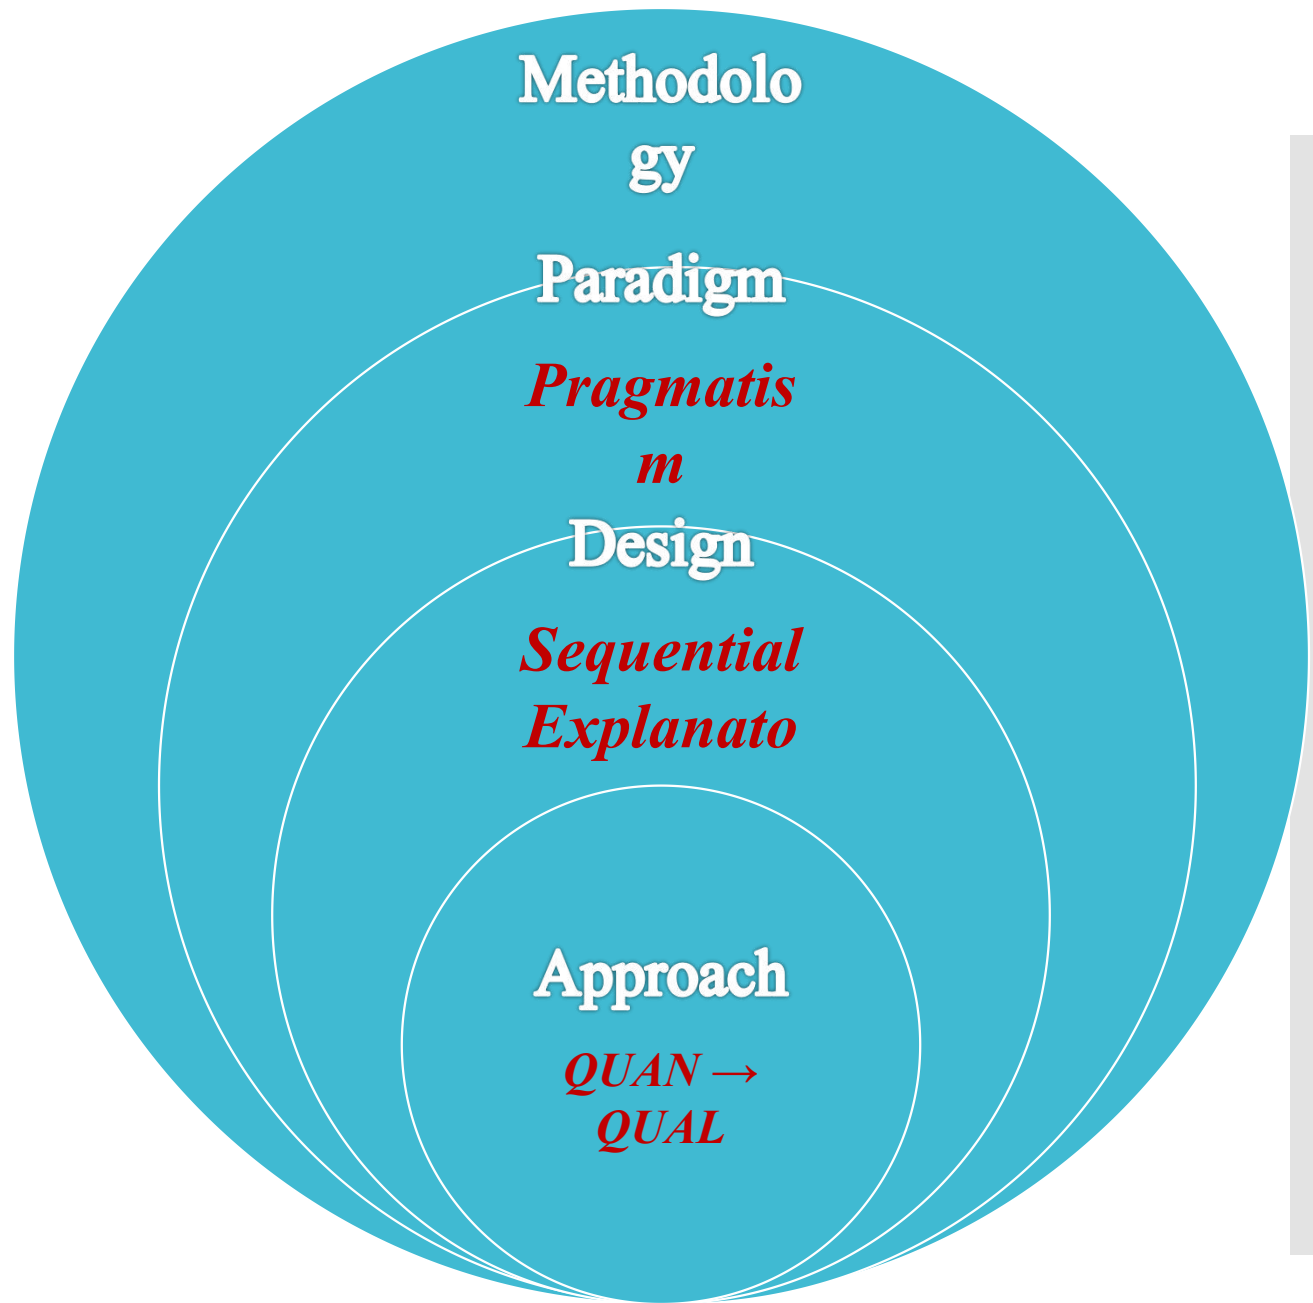 Methodolo
gy
Paradigm
Pragmatis
m
Design
Sequential
Explanato
Approach
QUAN →
QUAL